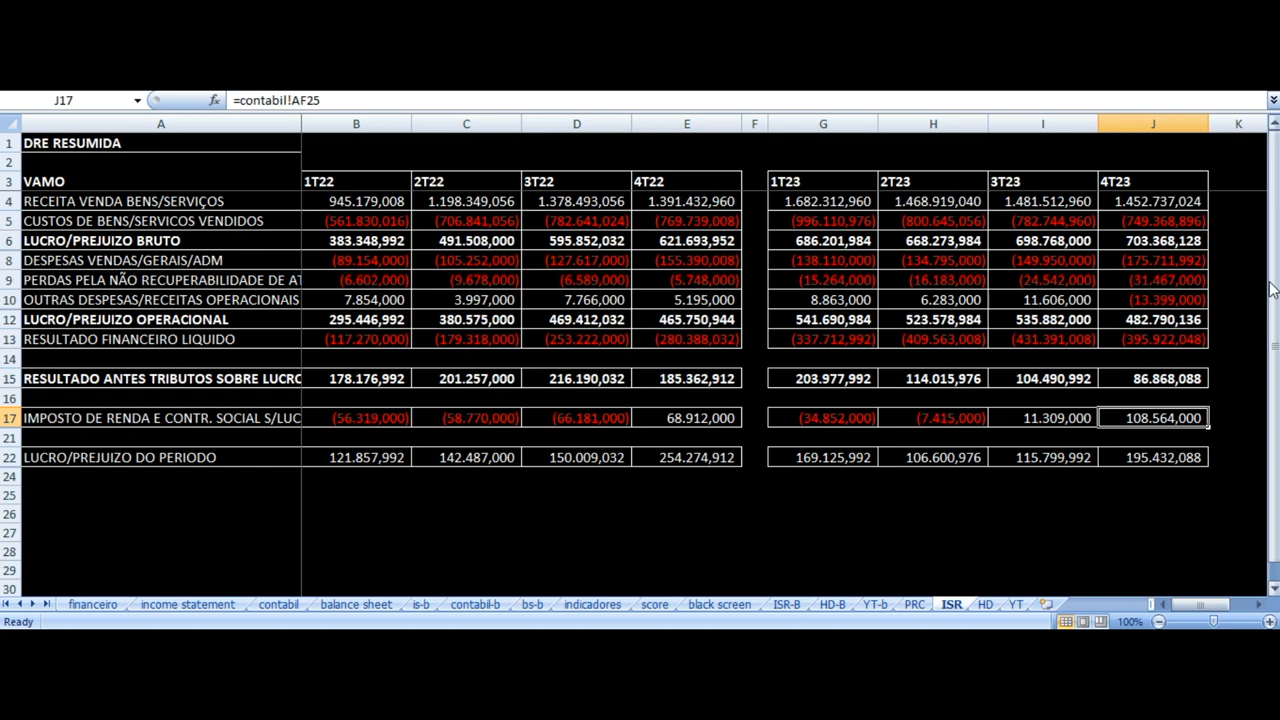 J17 fx =contabil!AF25
A B C D E F G H I J K
1 DRE RESUMIDA
2
3 VAMO 1T22 2T22 3T22 4T22 1T23 2T23 3T23 4T23
4 RECEITA VENDA BENS/SERVIÇOS 945.179,008 1.198.349,056 1.378.493,056 1.391.432,960 1.682.312,960 1.468.919,040 1.481.512,960 1.452.737,024
5 CUSTOS DE BENS/SERVICOS VENDIDOS (561.830,016) (706.841,056) (782.641,024) (769.739,008) (996.110,976) (800.645,056) (782.744,960) (749.368,896)
6 LUCRO/PREJUIZO BRUTO 383.348,992 491.508,000 595.852,032 621.693,952 686.201,984 668.273,984 698.768,000 703.368,128
8 DESPESAS VENDAS/GERAIS/ADM (89.154,000) (105.252,000) (127.617,000) (155.390,008) (138.110,000) (134.795,000) (149.950,000) (175.711,992)
9 PERDAS PELA NÃO RECUPERABILIDADE DE AT (6.602,000) (9.678,000) (6.589,000) (5.748,000) (15.264,000) (16.183,000) (24.542,000) (31.467,000)
10 OUTRAS DESPESAS/RECEITAS OPERACIONAIS 7.854,000 3.997,000 7.766,000 5.195,000 8.863,000 6.283,000 11.606,000 (13.399,000)
12 LUCRO/PREJUIZO OPERACIONAL 295.446,992 380.575,000 469.412,032 465.750,944 541.690,984 523.578,984 535.882,000 482.790,136
13 RESULTADO FINANCEIRO LIQUIDO (117.270,000) (179.318,000) (253.222,000) (280.388,032) (337.712,992) (409.563,008) (431.391,008) (395.922,048)
14
15 RESULTADO ANTES TRIBUTOS SOBRE LUCRO 178.176,992 201.257,000 216.190,032 185.362,912 203.977,992 114.015,976 104.490,992 86.868,088
16
17 IMPOSTO DE RENDA E CONTR. SOCIAL S/LUC (56.319,000) (58.770,000) (66.181,000) 68.912,000 (34.852,000) (7.415,000) 11.309,000 108.564,000
21
22 LUCRO/PREJUIZO DO PERIODO 121.857,992 142.487,000 150.009,032 254.274,912 169.125,992 106.600,976 115.799,992 195.432,088
24
25
26
27
28
29
30
financeiro income statement contabil balance sheet is-b contabil-b bs-b indicadores score black screen ISR-B HD-B YT-b PRC ISR HD YT
Ready 100%